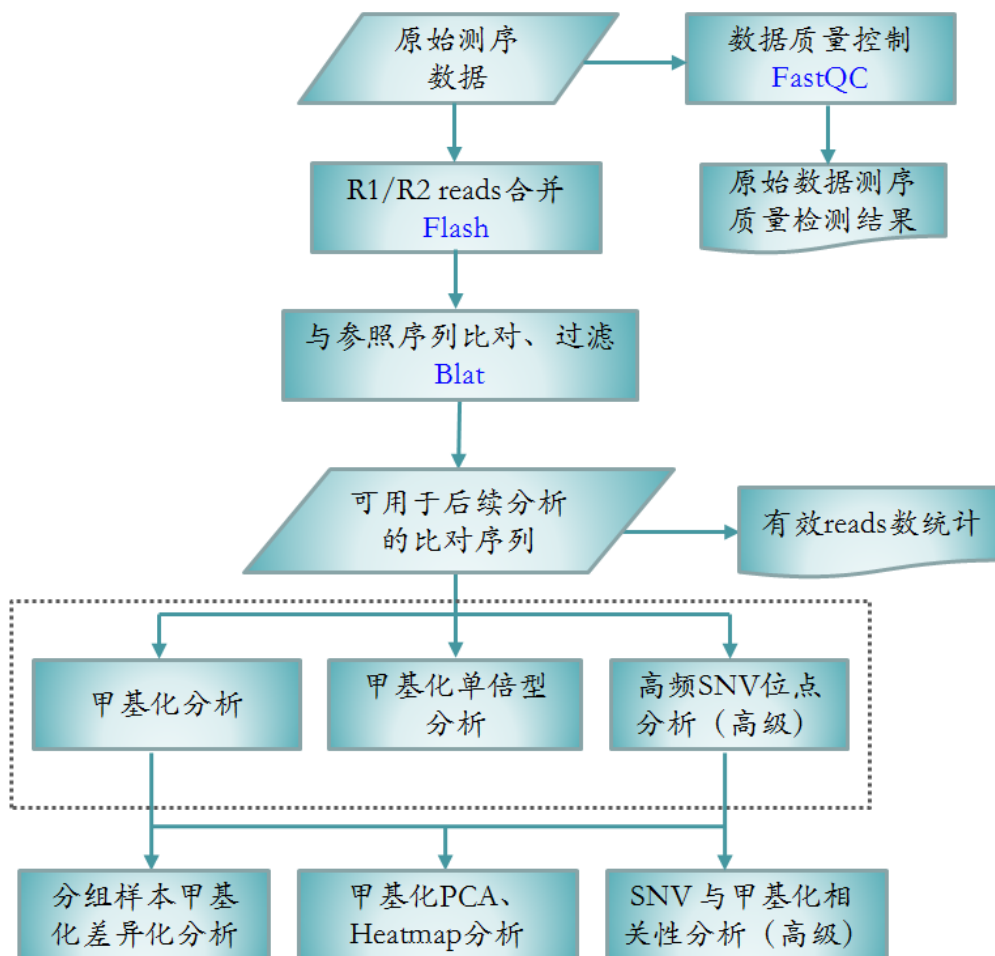 原始测序
数据
数据质量控制
FastQC
R1/R2 reads合并
Flash
原始数据测序
质量检测结果
与参照序列比对、过滤
Blat
可用于后续分析
的比对序列
有效reads数统计
甲基化分析
甲基化单倍型
分析
高频SNV位点
分析（高级）
分组样本甲基
化差异化分析
甲基化PCA、
Heatmap分析
SNV 与甲基化相
关性分析（高级）